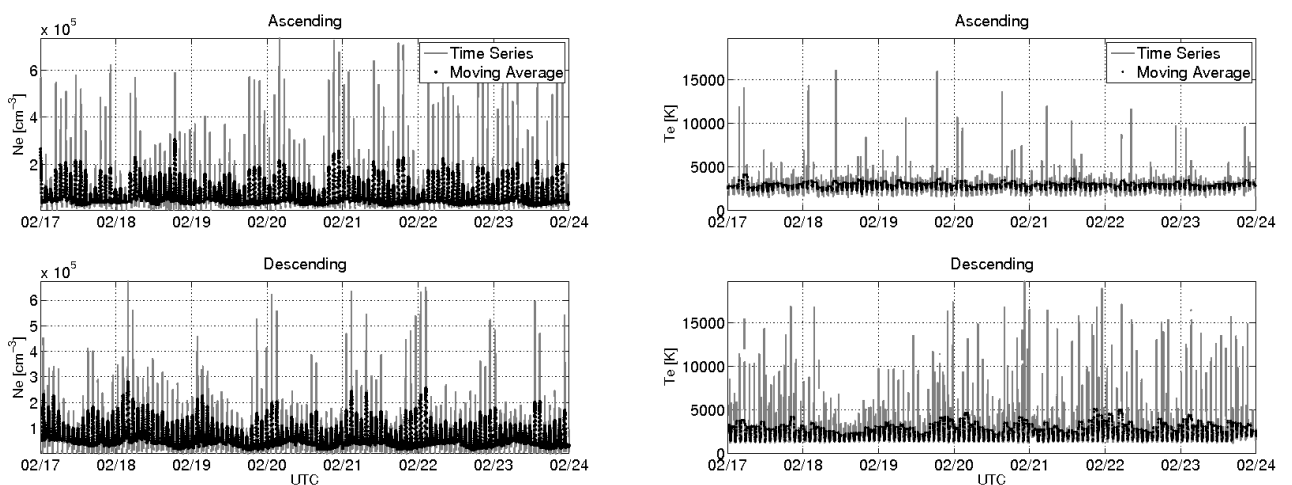 Ascending
x 10⁵
Time Series
Moving Average
6
4
2
Ne [cm⁻³]
02/17 02/18 02/19 02/20 02/21 02/22 02/23 02/24
Ascending
Time Series
Moving Average
15000
10000
5000
0
Te [K]
02/17 02/18 02/19 02/20 02/21 02/22 02/23 02/24
Descending
x 10⁵
6
5
4
3
2
1
Ne [cm⁻³]
02/17 02/18 02/19 02/20 02/21 02/22 02/23 02/24
UTC
Descending
15000
10000
5000
0
Te [K]
02/17 02/18 02/19 02/20 02/21 02/22 02/23 02/24
UTC